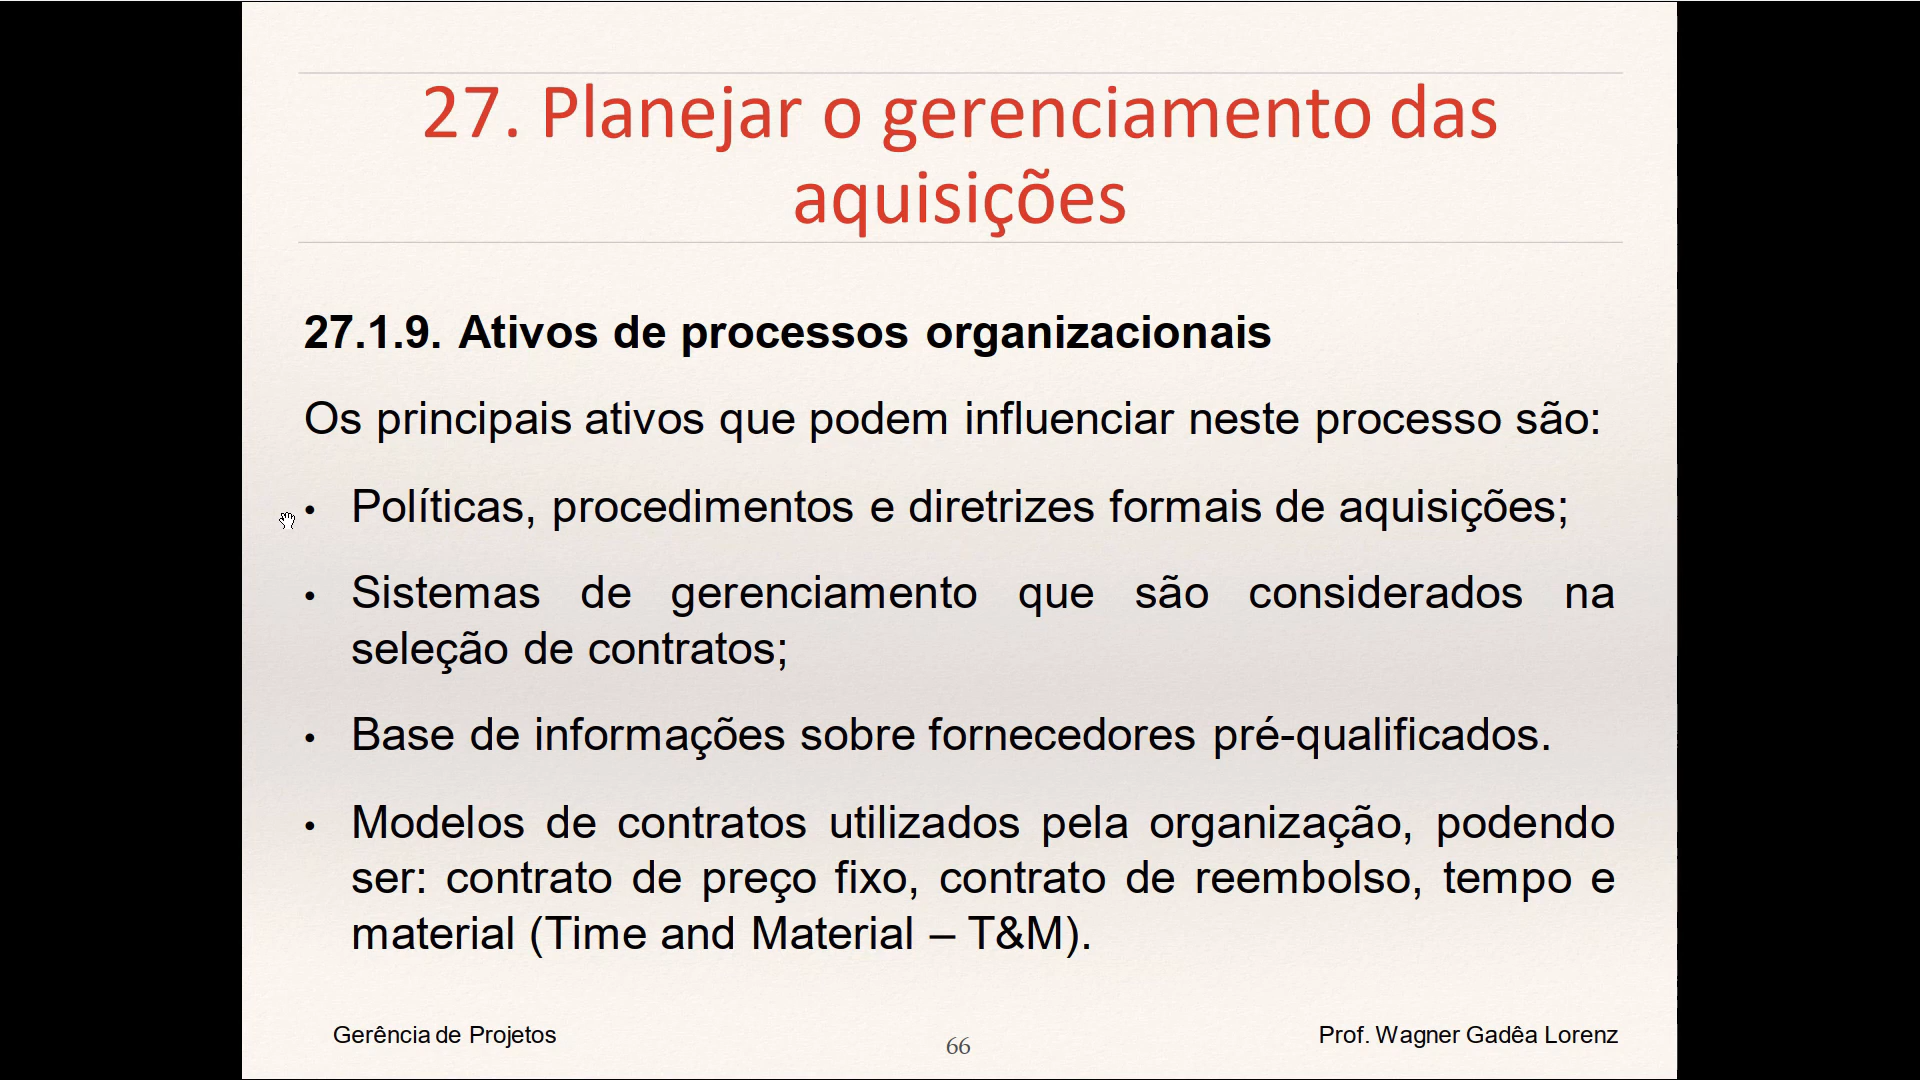 27. Planejar o gerenciamento das
aquisições
27.1.9. Ativos de processos organizacionais
Os principais ativos que podem influenciar neste processo são:
• Políticas, procedimentos e diretrizes formais de aquisições;
• Sistemas de gerenciamento que são considerados na
seleção de contratos;
• Base de informações sobre fornecedores pré-qualificados.
• Modelos de contratos utilizados pela organização, podendo
ser: contrato de preço fixo, contrato de reembolso, tempo e
material (Time and Material – T&M).
Gerência de Projetos
66
Prof. Wagner Gadêa Lorenz